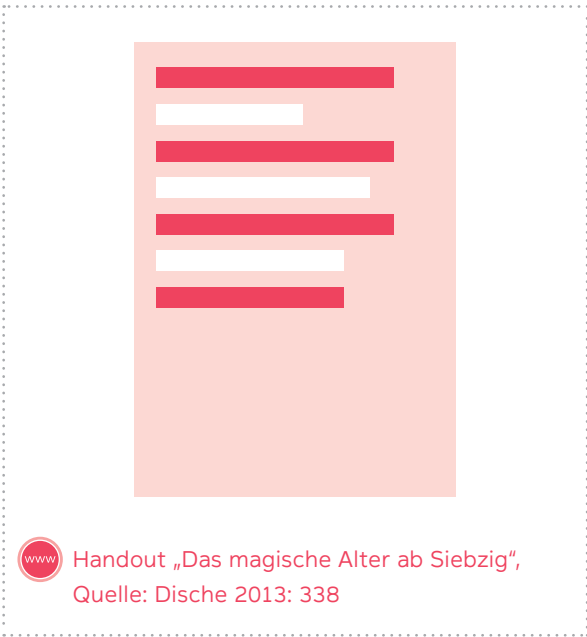 www
Handout „Das magische Alter ab Siebzig“,
Quelle: Dische 2013: 338